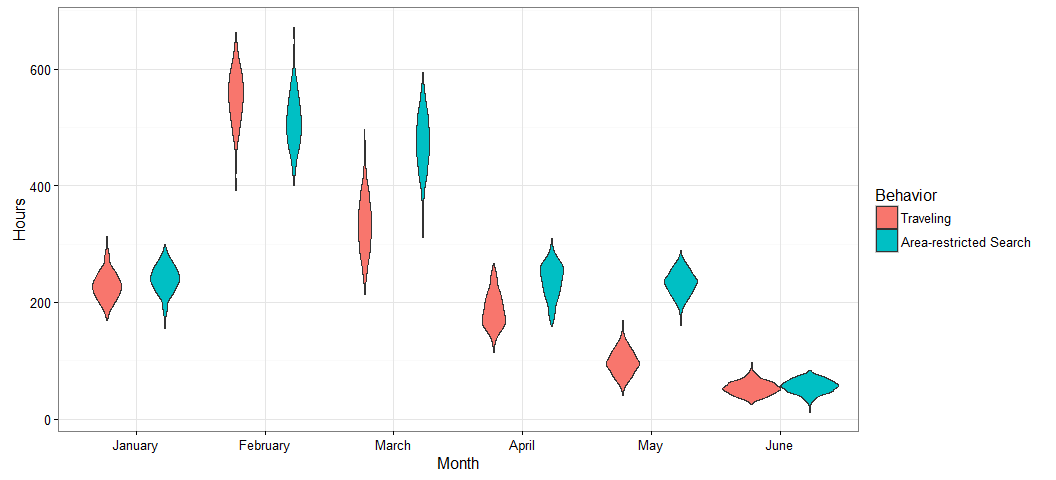 600
400
200
0
Hours
January February March April May June
Month
Behavior
Traveling
Area-restricted Search